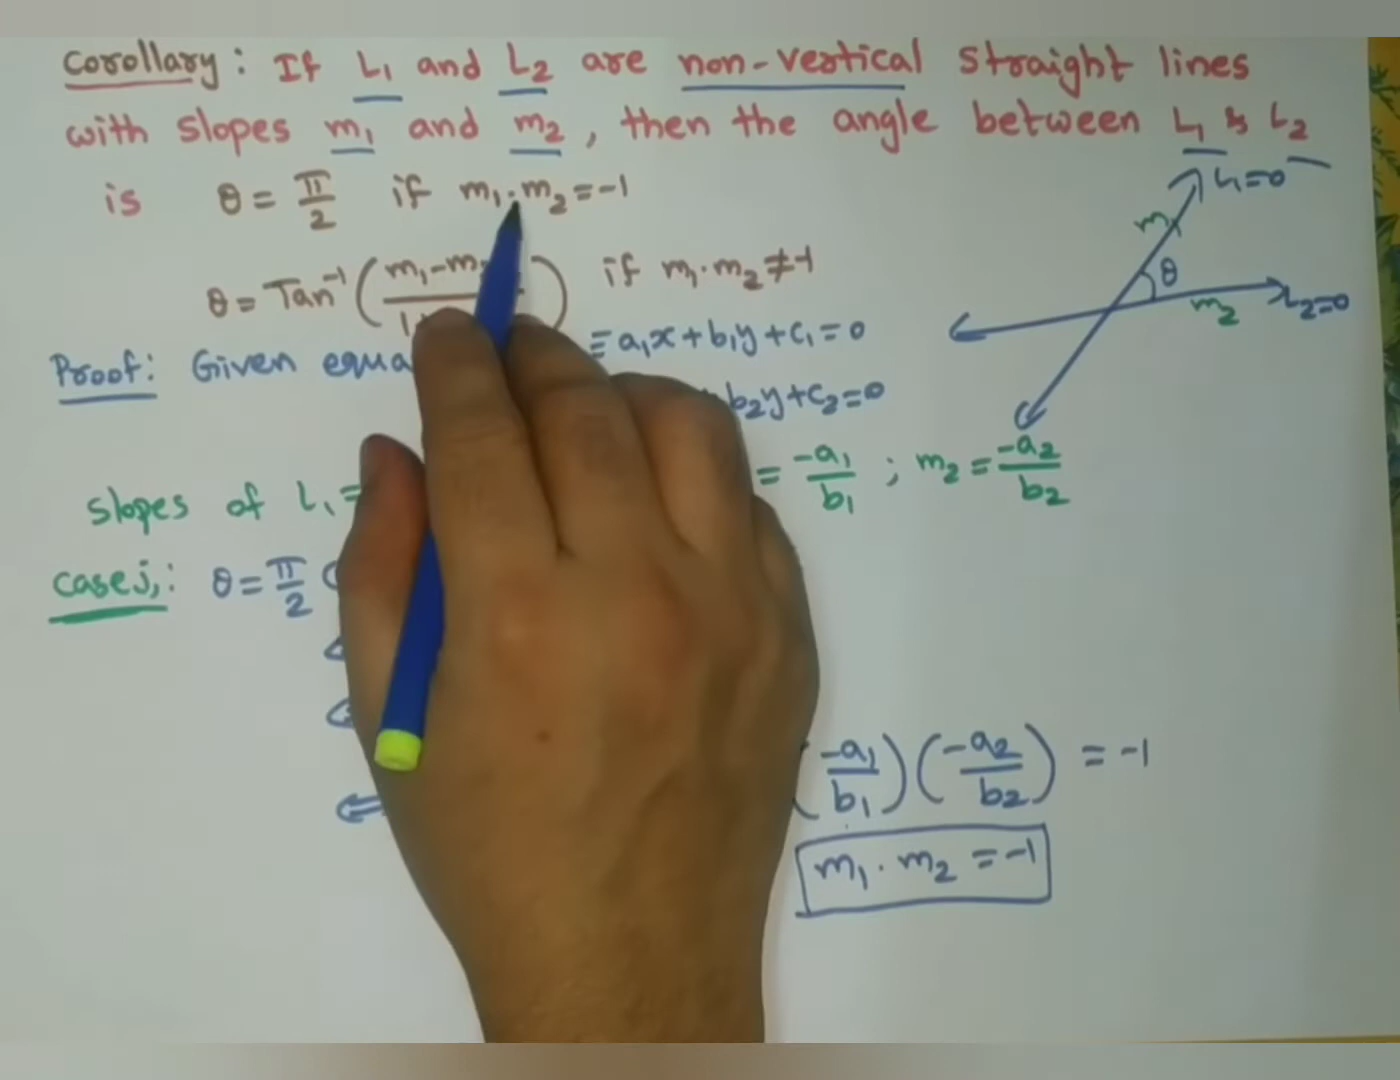 Corollary: If L₁ and L₂ are non-vertical straight lines
with slopes m₁ and m₂, then the angle between L₁ & L₂
is θ = π/2 if m₁·m₂ = -1
θ = Tan⁻¹( m₁-m ) if m₁·m₂ ≠ -1
L₁=0
m₁
θ
m₂
L₂=0
Proof: Given = a₁x+b₁y+c₁=0
b₂y+c₂=0
slopes of L₁ = = -a₁/b₁ ; m₂ = -a₂/b₂
case i,: θ = π/2
(-a₁/b₁)(-a₂/b₂) = -1
m₁·m₂ = -1